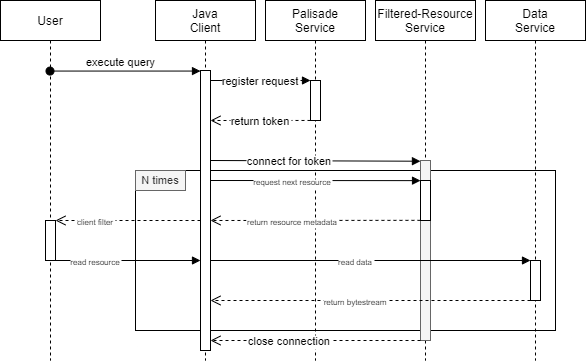 User
Java
Client
Palisade
Service
Filtered-Resource
Service
Data
Service
execute query
register request
return token
connect for token
N times
request next resource
client filter
return resource metadata
read resource
read data
return bytestream
close connection